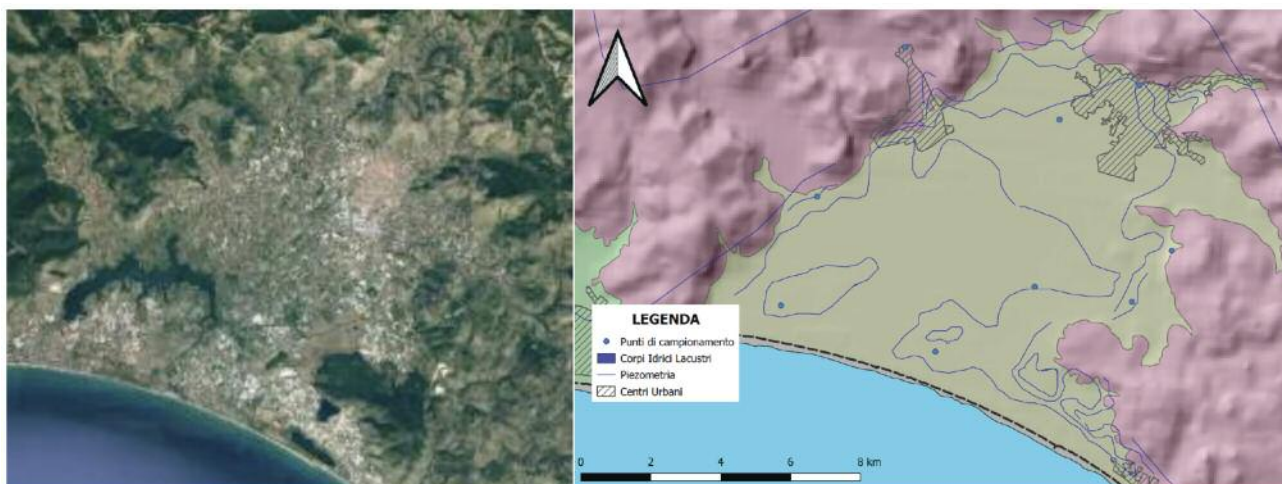 LEGENDA
Punti di campionamento
Corpi Idrici Lacustri
Piezometria
Centri Urbani
0 2 4 6 8 km